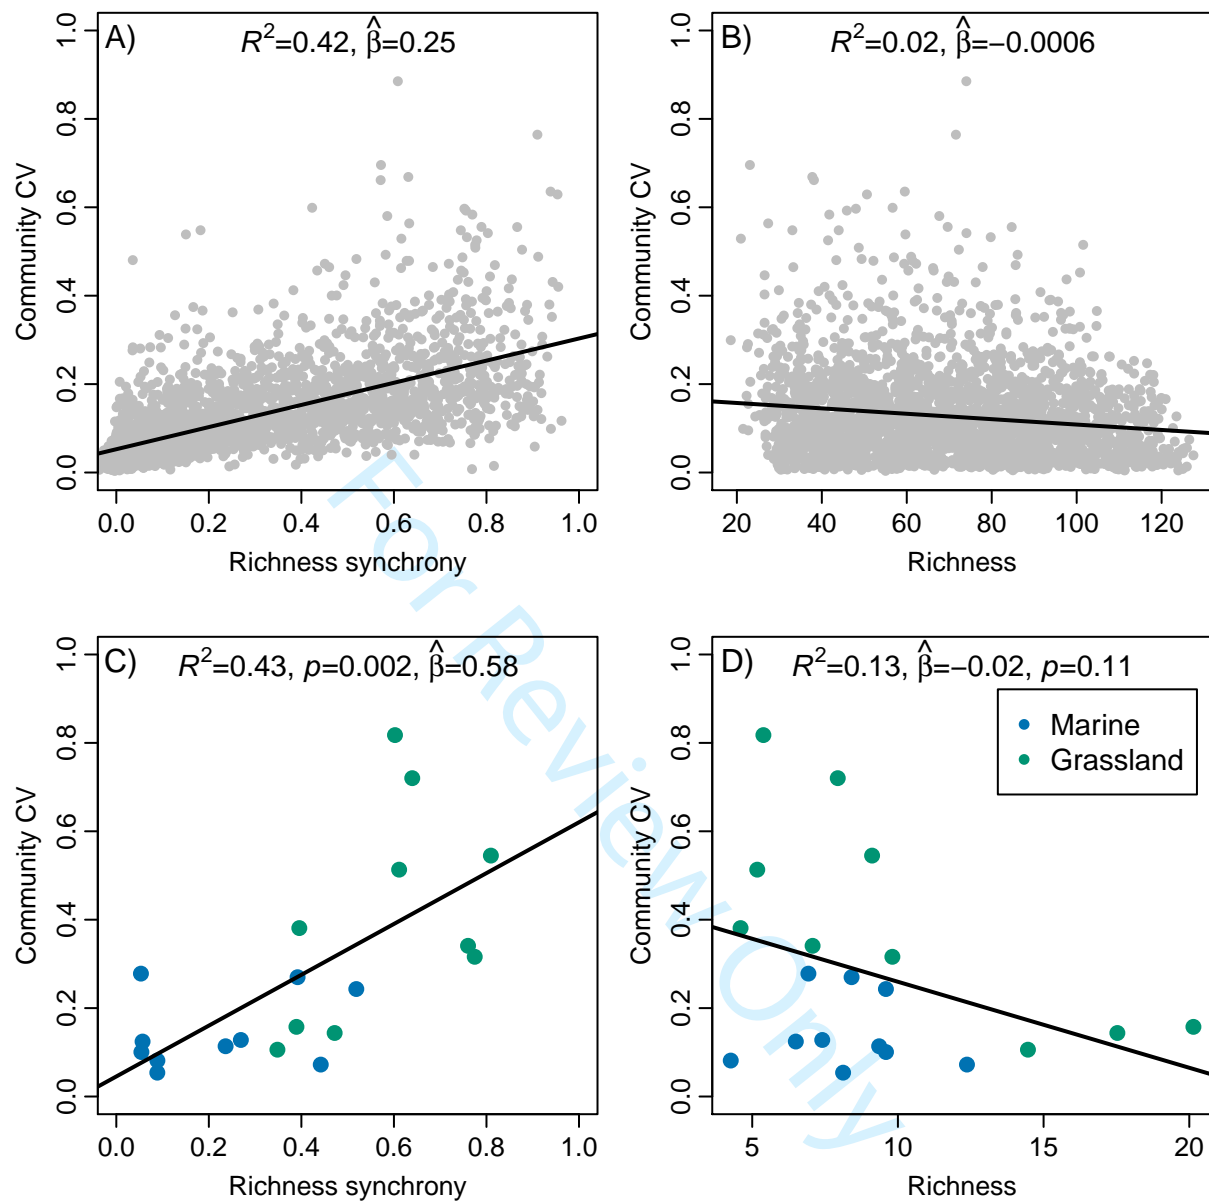 A)
R²=0.42, β̂=0.25
Community CV
0.0 0.2 0.4 0.6 0.8 1.0
0.0 0.2 0.4 0.6 0.8 1.0
Richness synchrony
B)
R²=0.02, β̂=−0.0006
Community CV
0.0 0.2 0.4 0.6 0.8 1.0
20 40 60 80 100 120
Richness
C)
R²=0.43, p=0.002, β̂=0.58
Community CV
0.0 0.2 0.4 0.6 0.8 1.0
0.0 0.2 0.4 0.6 0.8 1.0
Richness synchrony
D)
R²=0.13, β̂=−0.02, p=0.11
Marine
Grassland
Community CV
0.0 0.2 0.4 0.6 0.8 1.0
5 10 15 20
Richness
For Review Only